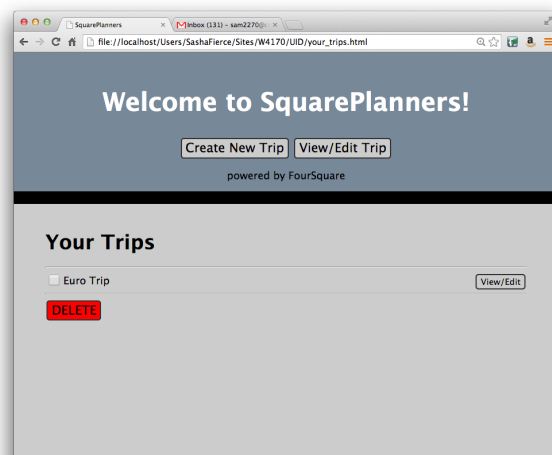 SquarePlanners
Inbox (131) – sam2270@
file://localhost/Users/SashaFierce/Sites/W4170/UID/your_trips.html
Welcome to SquarePlanners!
Create New Trip View/Edit Trip
powered by FourSquare
Your Trips
Euro Trip View/Edit
DELETE